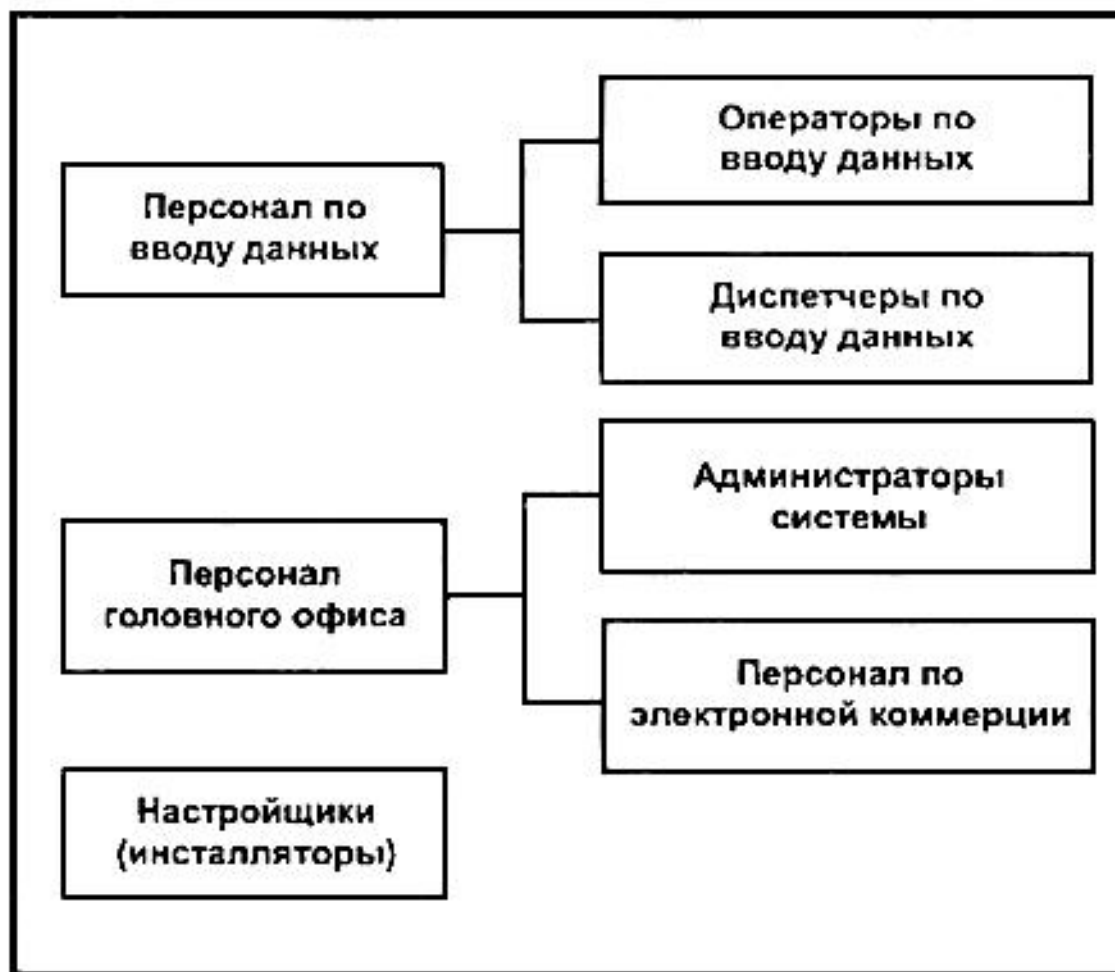 Персонал по
вводу данных
Операторы по
вводу данных
Диспетчеры по
вводу данных
Персонал
головного офиса
Администраторы
системы
Персонал по
электронной коммерции
Настройщики
(инсталляторы)